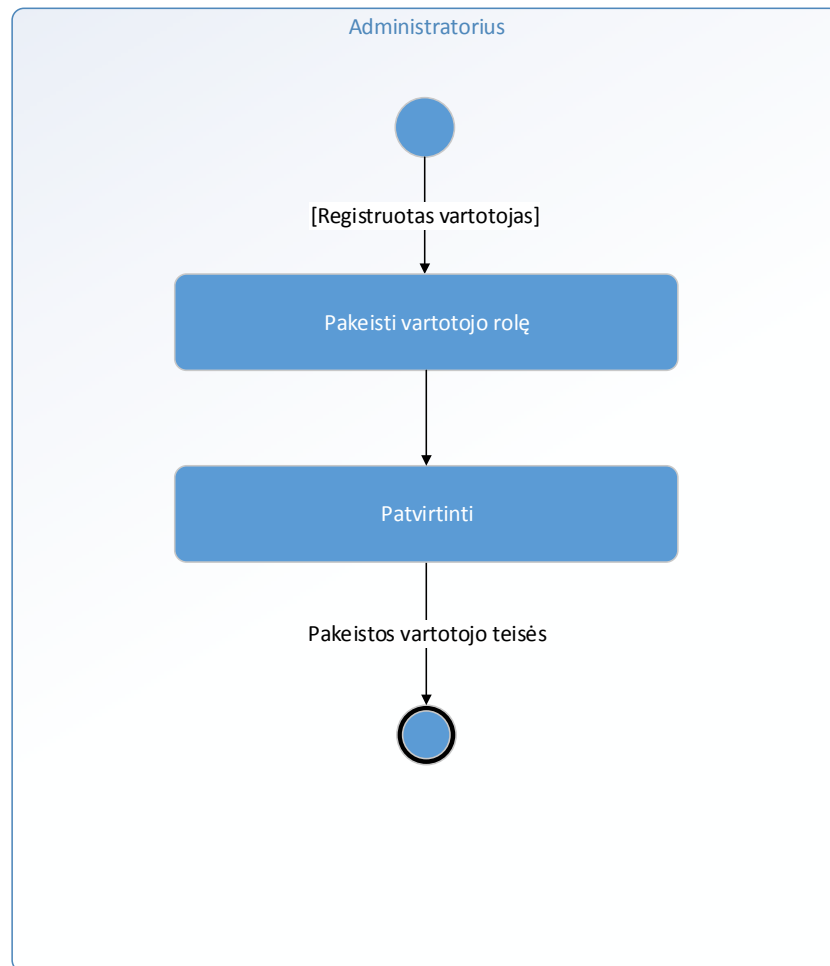 Administratorius
[Registruotas vartotojas]
Pakeisti vartotojo rolę
Patvirtinti
Pakeistos vartotojo teisės